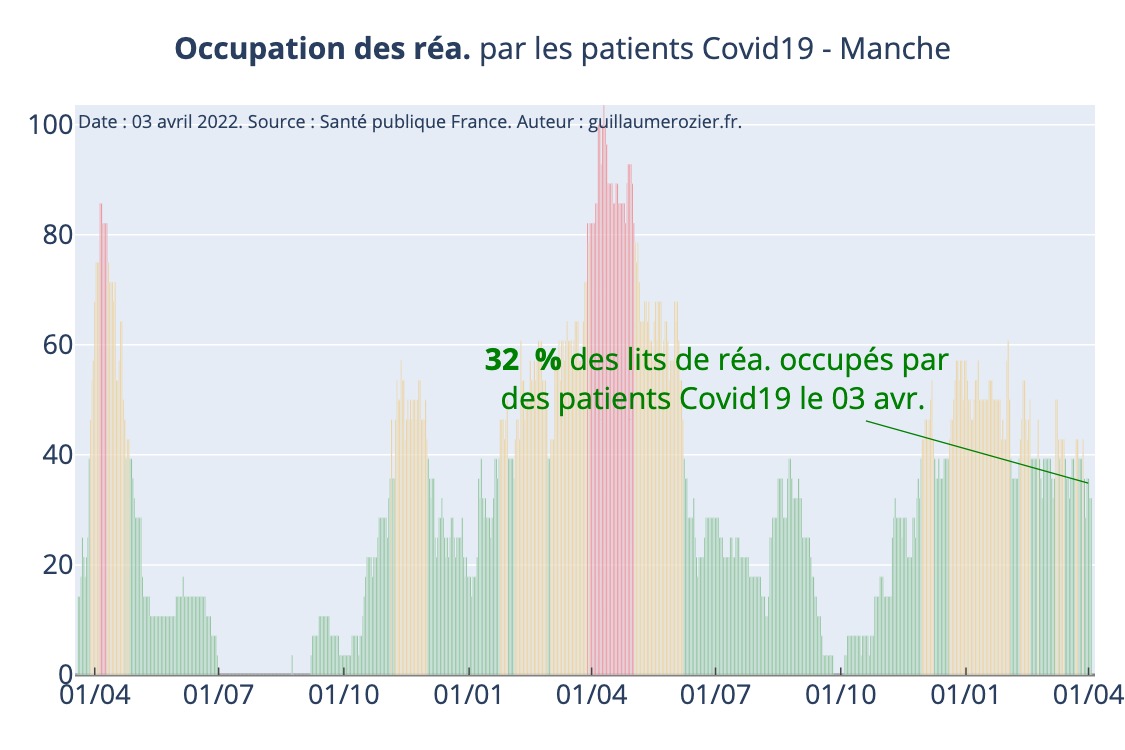 Occupation des réa. par les patients Covid19 - Manche
Date : 03 avril 2022. Source : Santé publique France. Auteur : guillaumerozier.fr.
100
80
60
40
20
0
32 % des lits de réa. occupés par
des patients Covid19 le 03 avr.
01/04 01/07 01/10 01/01 01/04 01/07 01/10 01/01 01/04